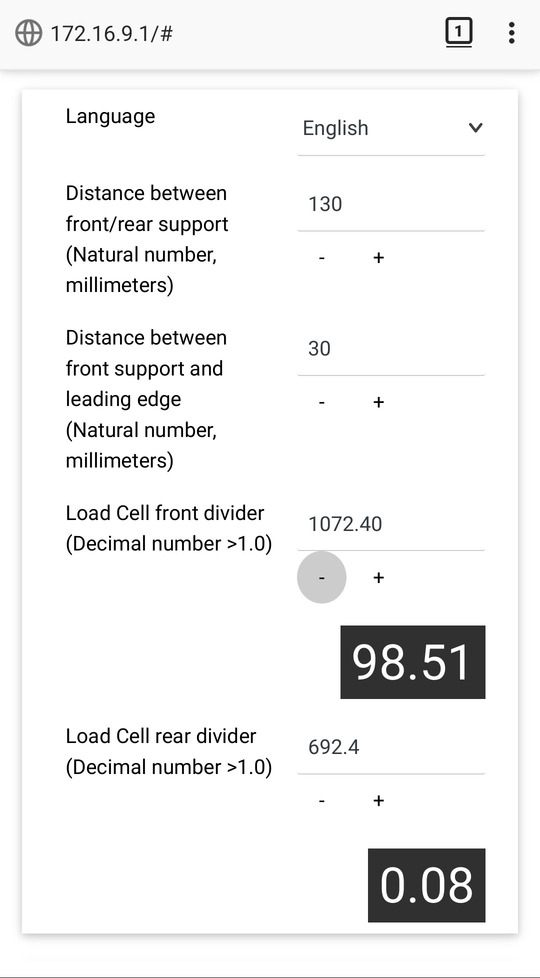 172.16.9.1/#
1
Language
English
Distance between
front/rear support
(Natural number,
millimeters)
130
- +
Distance between
front support and
leading edge
(Natural number,
millimeters)
30
- +
Load Cell front divider
(Decimal number >1.0)
1072.40
- +
98.51
Load Cell rear divider
(Decimal number >1.0)
692.4
- +
0.08